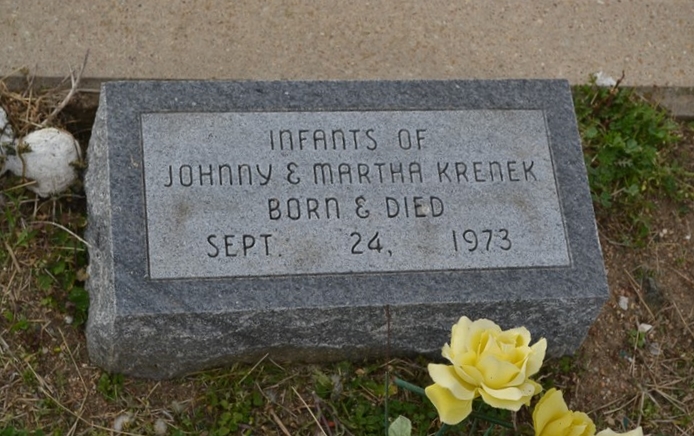 INFANTS OF
JOHNNY & MARTHA KRENEK
BORN & DIED
SEPT. 24, 1973